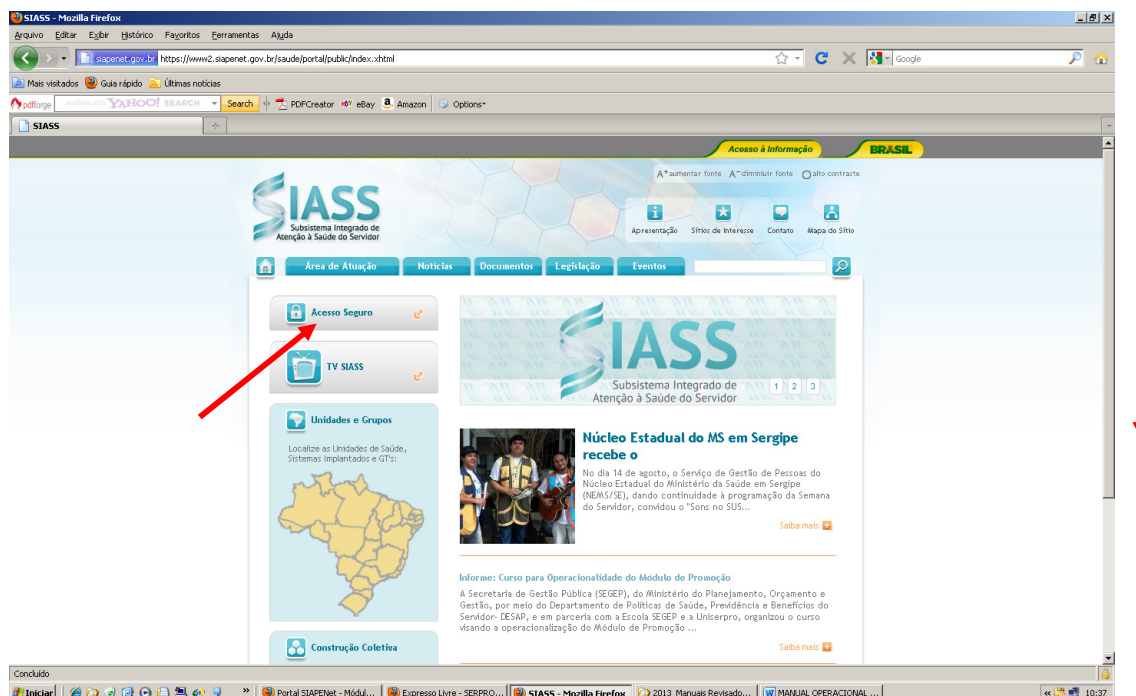 SIASS - Mozilla Firefox
Arquivo Editar Exibir Histórico Favoritos Ferramentas Ajuda
siapenet.gov.br https://www2.siapenet.gov.br/saude/portal/public/index.xhtml Google
Mais visitados Guia rápido Últimas notícias
pdfforge YAHOO! SEARCH Search PDFCreator eBay Amazon Options
SIASS
Acesso à Informação BRASIL
A+ aumentar fonte A- diminiuir fonte alto contraste
SIASS
Subsistema Integrado de
Atenção à Saúde do Servidor
Apresentação Sítios de Interesse Contato Mapa do Sítio
Área de Atuação Notícias Documentos Legislação Eventos
Acesso Seguro
TV SIASS
SIASS
Subsistema Integrado de
Atenção à Saúde do Servidor
1 2 3
Unidades e Grupos
Localize as Unidades de Saúde,
Sistemas Implantados e GT's:
Núcleo Estadual do MS em Sergipe
recebe o
No dia 14 de agosto, o Serviço de Gestão de Pessoas do
Núcleo Estadual do Ministério da Saúde em Sergipe
(NEMS/SE), dando continuidade à programação da Semana
do Servidor, convidou o "Sons no SUS...
Saiba mais
Informe: Curso para Operacionalidade do Módulo de Promoção
A Secretaria de Gestão Pública (SEGEP), do Ministério do Planejamento, Orçamento e
Gestão, por meio do Departamento de Políticas de Saúde, Previdência e Benefícios do
Servidor- DESAP, e em parceria com a Escola SEGEP e a Uniserpro, organizou o curso
visando a operacionalização do Módulo de Promoção ...
Saiba mais
Construção Coletiva
Concluído
Iniciar » Portal SIAPENet - Módul... Expresso Livre - SERPRO... SIASS - Mozilla Firefox 2013 Manuais Revisado... MANUAL OPERACIONAL ... « 10:37